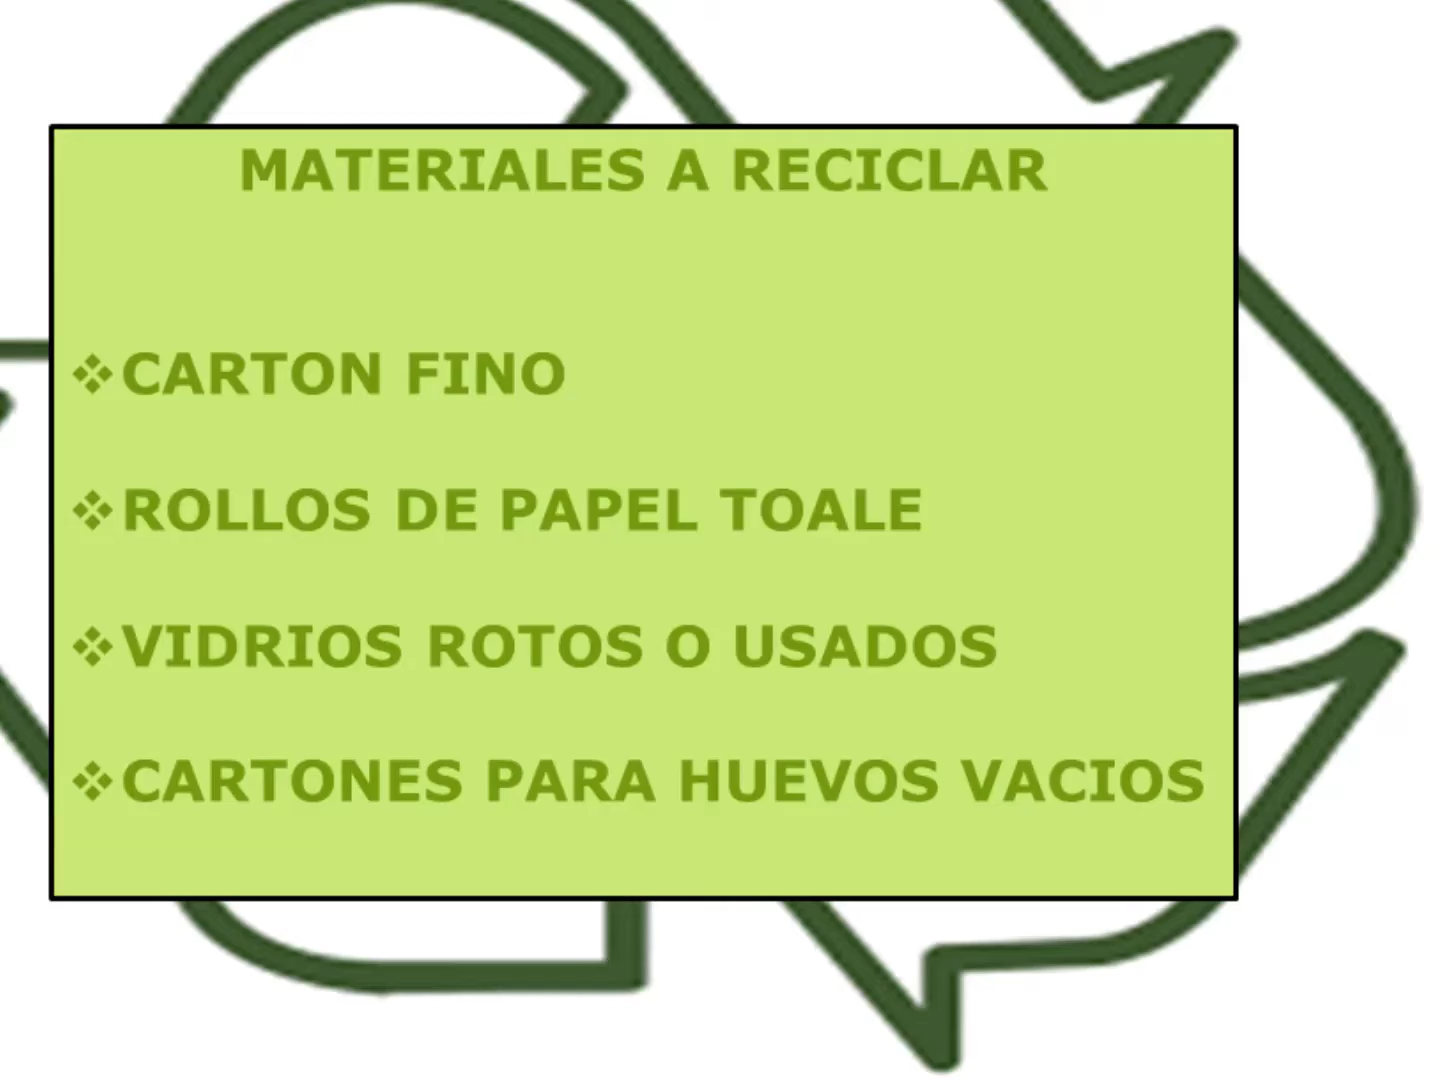 MATERIALES A RECICLAR
❖CARTON FINO
❖ROLLOS DE PAPEL TOALE
❖VIDRIOS ROTOS O USADOS
❖CARTONES PARA HUEVOS VACIOS